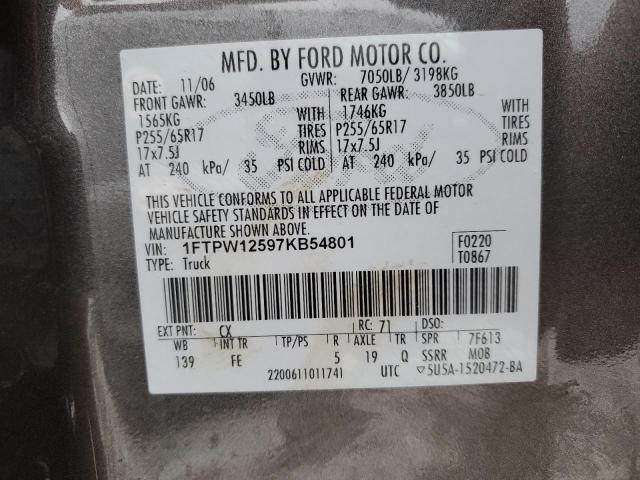 MFD. BY FORD MOTOR CO.
DATE: 11/06 GVWR: 7050LB/ 3198KG
FRONT GAWR: 3450LB REAR GAWR: 3850LB
1565KG WITH 1746KG WITH
P255/65R17 TIRES P255/65R17 TIRES
17x7.5J RIMS 17x7.5J RIMS
AT 240 kPa/ 35 PSI COLD AT 240 kPa/ 35 PSI COLD
THIS VEHICLE CONFORMS TO ALL APPLICABLE FEDERAL MOTOR
VEHICLE SAFETY STANDARDS IN EFFECT ON THE DATE OF
MANUFACTURE SHOWN ABOVE.
VIN: 1FTPW12597KB54801 F0220
TYPE: Truck T0867
EXT PNT: CX RC: 71 DSO:
WB INT TR TP/PS R AXLE TR SPR 7F613
139 FE 5 19 Q SSRR MOB
2200611011741 UTC ▽5U5A-1520472-BA